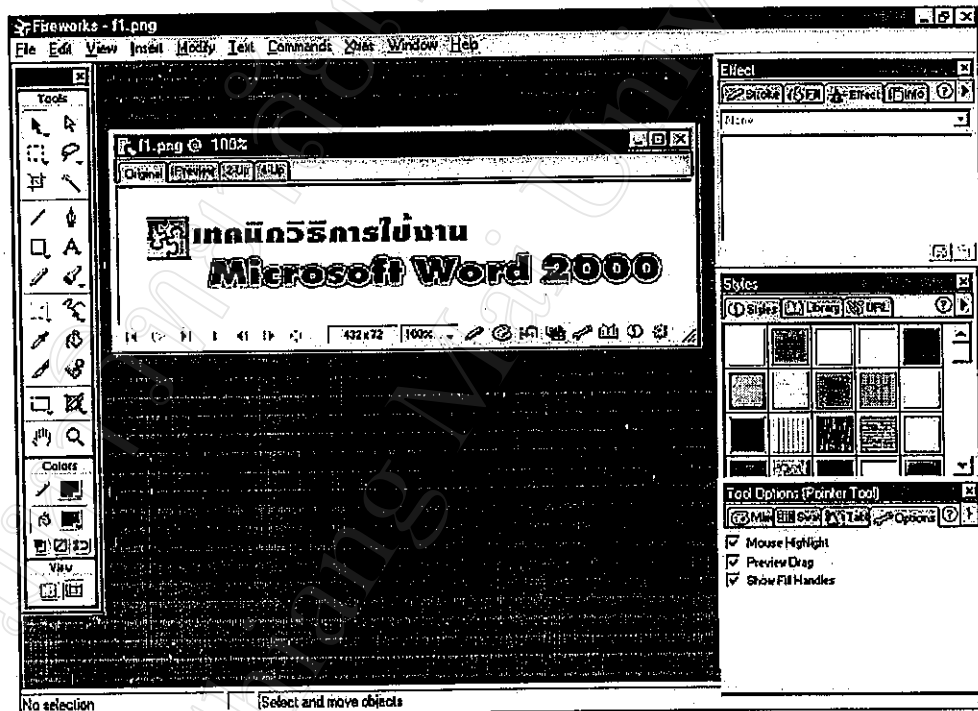 Fireworks - f1.png
File Edit View Insert Modify Text Commands Xtras Window Help
Tools
Colors
View
f1.png @ 100%
Original Preview 2-Up 4-Up
เทคนิควิธีการใช้งาน
Microsoft Word 2000
432 x 72 100%
Effect
Stroke Fill Effect Info
None
Styles
Styles Library URL
Tool Options (Pointer Tool)
Options
Mouse Highlight
Preview Drag
Show Fill Handles
No selection
Select and move objects